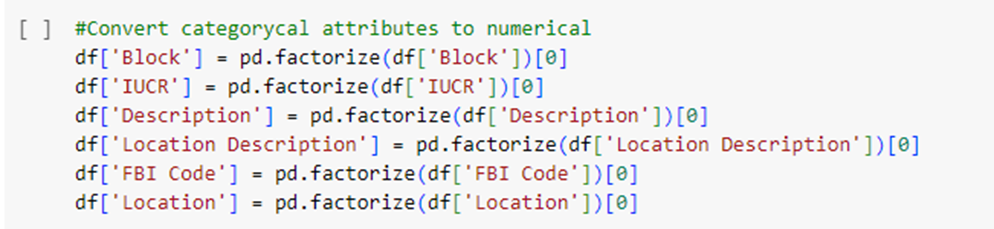 [ ] #Convert categorycal attributes to numerical
df['Block'] = pd.factorize(df['Block'])[0]
df['IUCR'] = pd.factorize(df['IUCR'])[0]
df['Description'] = pd.factorize(df['Description'])[0]
df['Location Description'] = pd.factorize(df['Location Description'])[0]
df['FBI Code'] = pd.factorize(df['FBI Code'])[0]
df['Location'] = pd.factorize(df['Location'])[0]